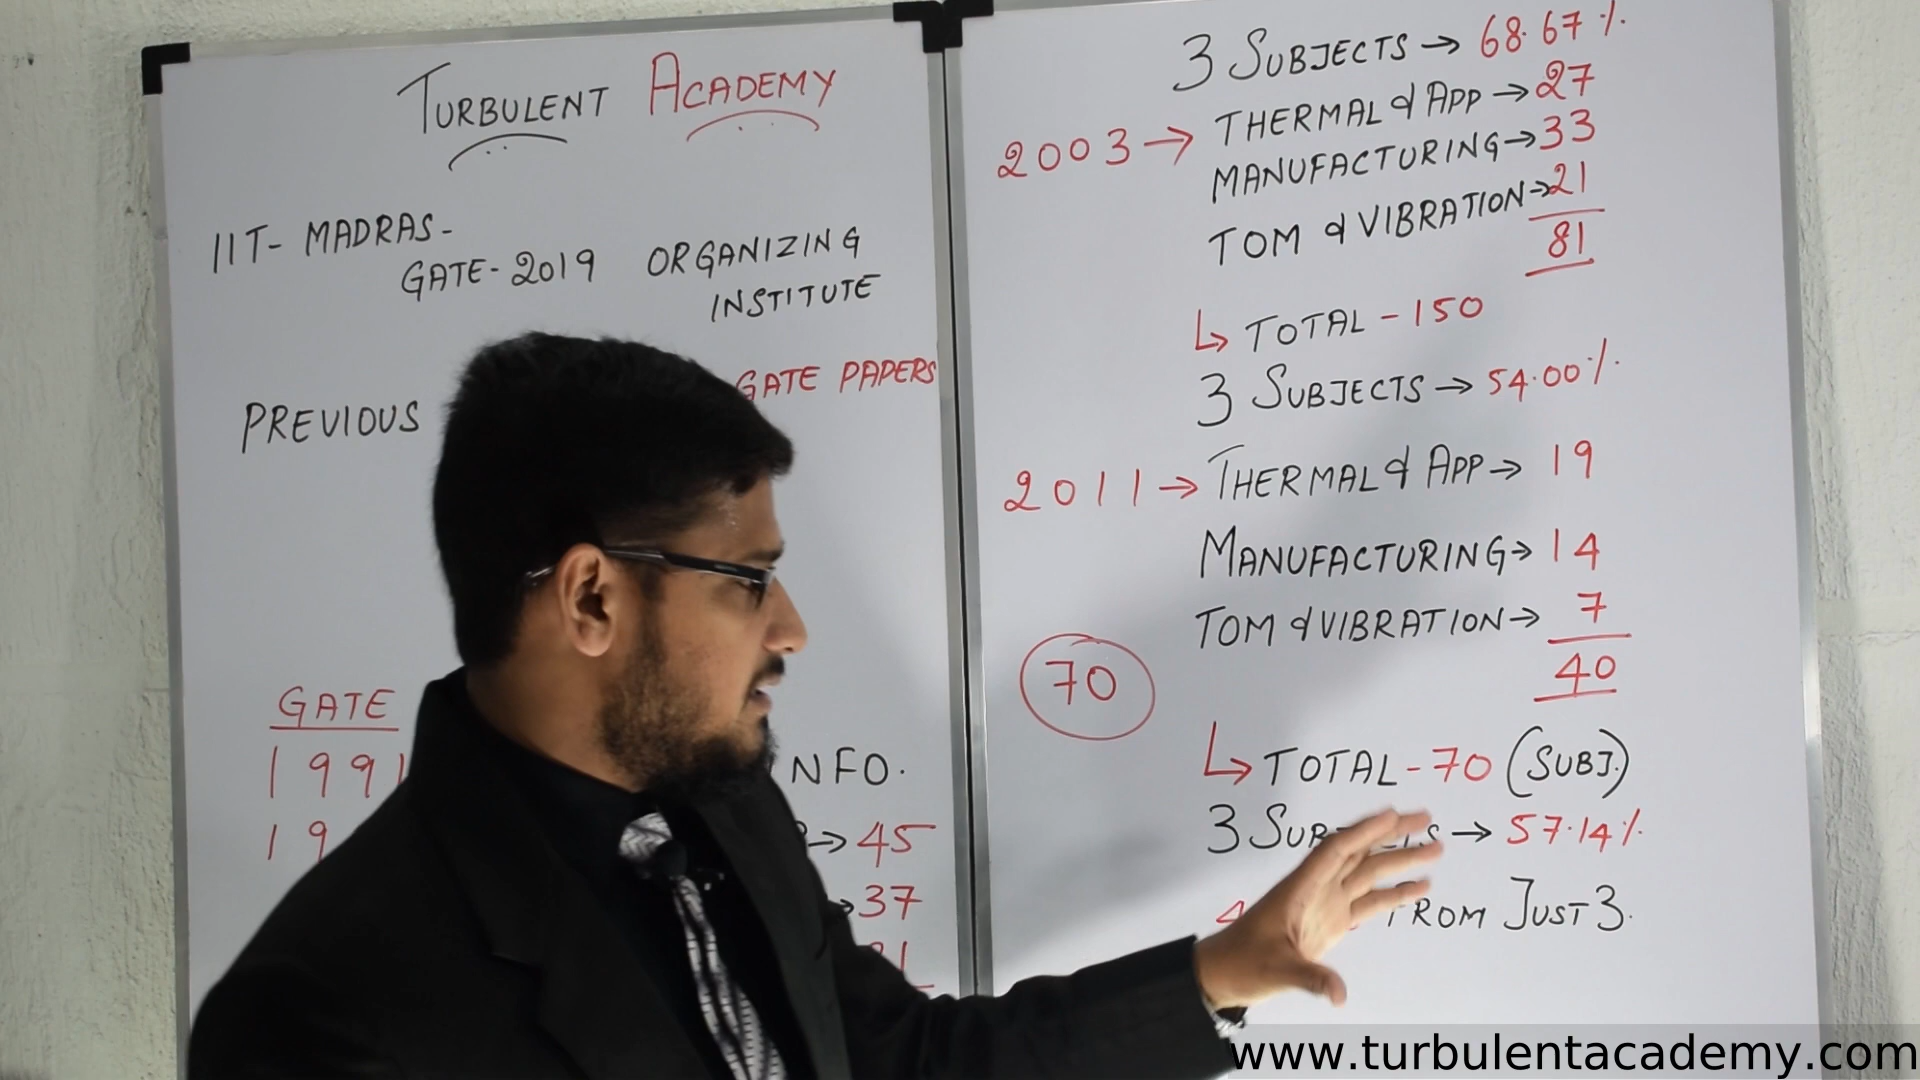 TURBULENT ACADEMY
IIT- MADRAS-
GATE-2019 ORGANIZING
INSTITUTE
PREVIOUS GATE PAPERS
GATE
1991
NFO.
19 → 45
→37
3 SUBJECTS → 68.67%
2003 → THERMAL & APP → 27
MANUFACTURING → 33
TOM & VIBRATION → 21
81
↳ TOTAL - 150
3 SUBJECTS → 54.00%
2011 → THERMAL & APP → 19
MANUFACTURING → 14
TOM & VIBRATION → 7
40
70
↳ TOTAL - 70 (SUBJ.)
3 → 57.14%
FROM JUST 3.
www.turbulentacademy.com